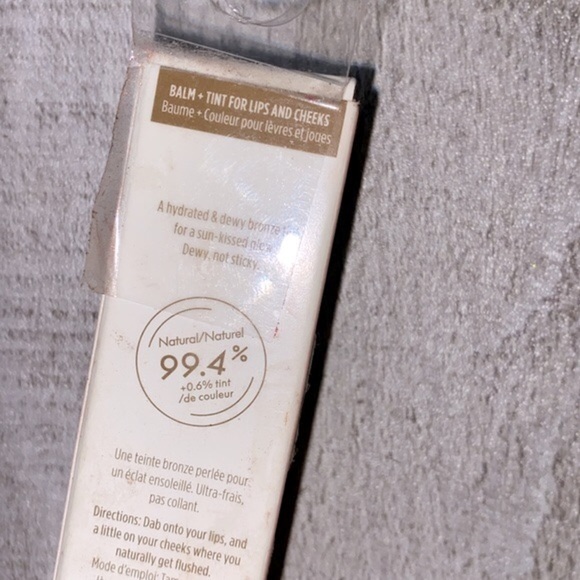 BALM + TINT FOR LIPS AND CHEEKS
Baume + Couleur pour lèvres et joues
A hydrated & dewy bronze
for a sun-kissed
Dewy, not sticky.
Natural/Naturel
99.4%
+0.6% tint
/de couleur
Une teinte bronze perlée pour
un éclat ensoleillé. Ultra-frais,
pas collant.
Directions: Dab onto your lips, and
a little on your cheeks where you
naturally get flushed.
Mode d'emploi: